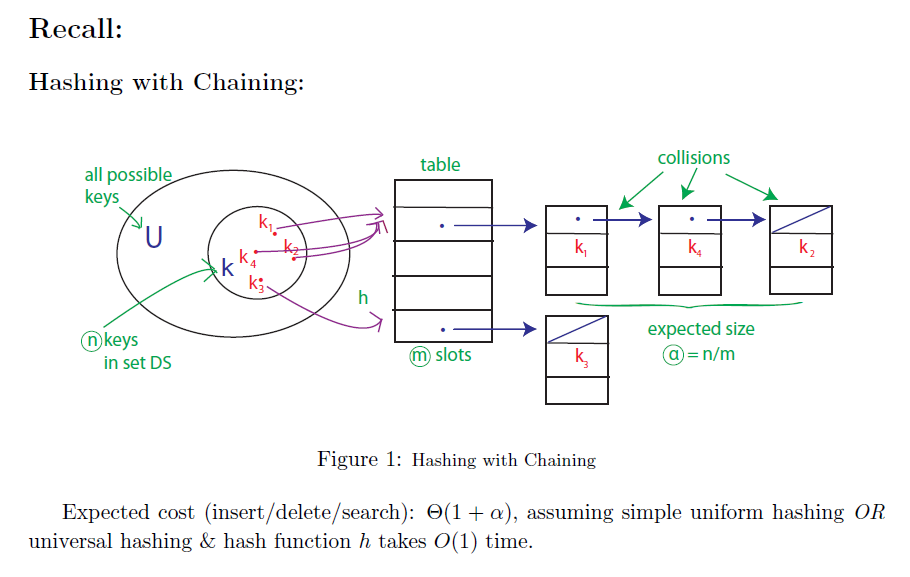 Recall:
Hashing with Chaining:
all possible
keys
U
k
k1
k2
k4
k3
n keys
in set DS
h
table
m slots
collisions
k1
k4
k2
k3
expected size
α = n/m
Figure 1: Hashing with Chaining
Expected cost (insert/delete/search): Θ(1 + α), assuming simple uniform hashing OR
universal hashing & hash function h takes O(1) time.